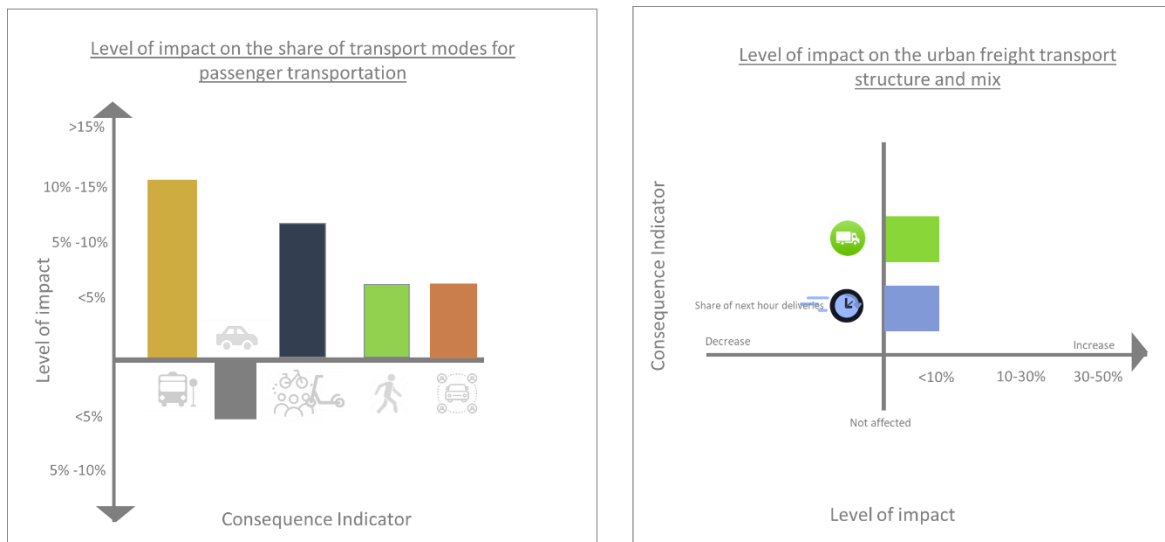 Level of impact on the share of transport modes for
passenger transportation
>15%
10% -15%
5% -10%
<5%
<5%
5% -10%
Level of impact
Consequence Indicator
Level of impact on the urban freight transport
structure and mix
Consequence Indicator
Share of next hour deliveries
Decrease
Increase
<10%
10-30%
30-50%
Not affected
Level of impact